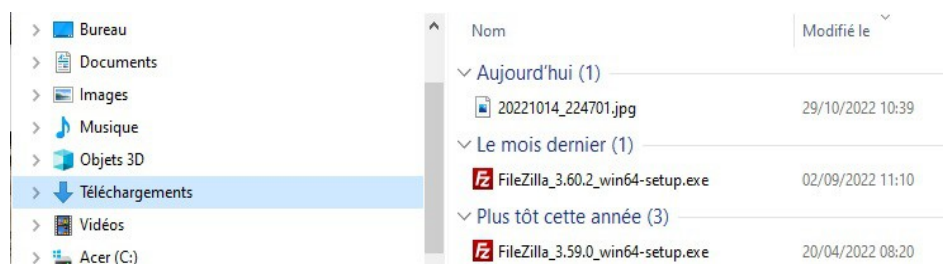 Bureau
Documents
Images
Musique
Objets 3D
Téléchargements
Vidéos
Acer (C:)
Nom Modifié le
Aujourd'hui (1)
20221014_224701.jpg 29/10/2022 10:39
Le mois dernier (1)
FileZilla_3.60.2_win64-setup.exe 02/09/2022 11:10
Plus tôt cette année (3)
FileZilla_3.59.0_win64-setup.exe 20/04/2022 08:20